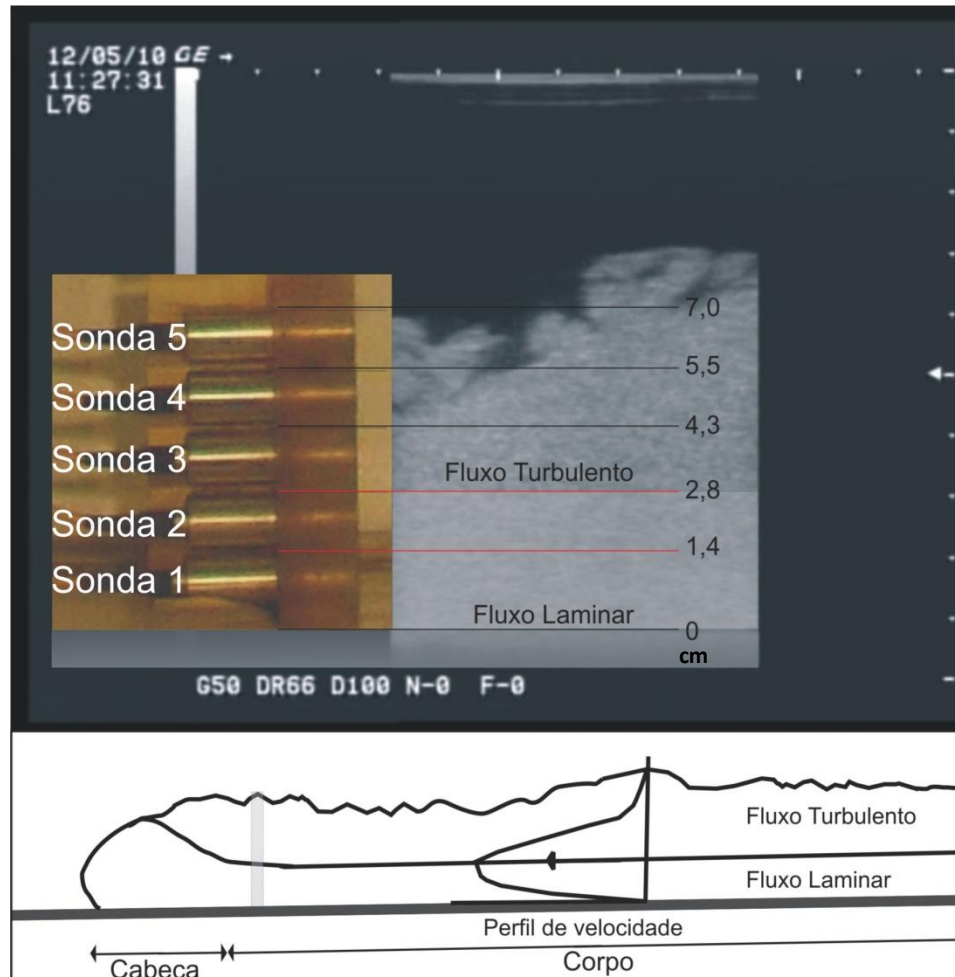 12/05/10 GE
11:27:31
L76
Sonda 5
Sonda 4
Sonda 3
Sonda 2
Sonda 1
7,0
5,5
4,3
Fluxo Turbulento
2,8
1,4
Fluxo Laminar
0
cm
G50 DR66 D100 N-0 F-0
Fluxo Turbulento
Fluxo Laminar
Perfil de velocidade
Cabeça
Corpo